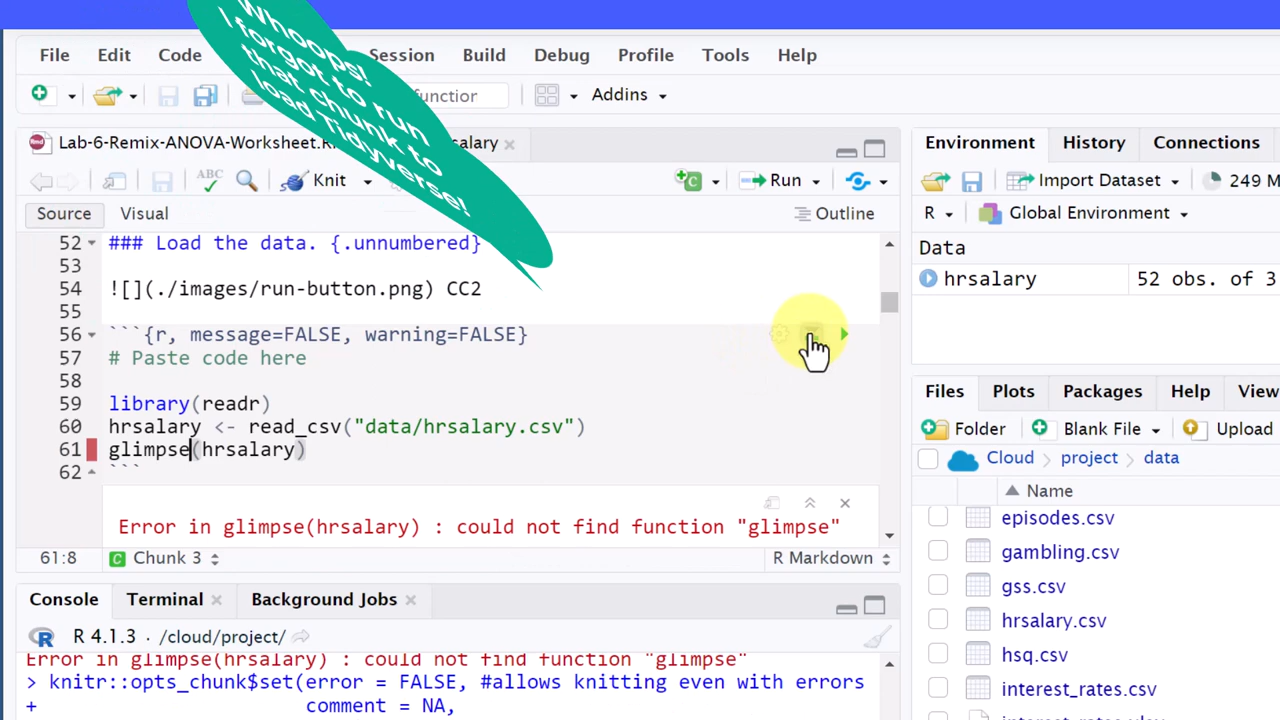 Whoops!
I forgot to run
that chunk to
load Tidyverse!
File Edit Code Session Build Debug Profile Tools Help
Addins
Lab-6-Remix-ANOVA-Worksheet.R
ABC Knit Run 249 M
Source Visual Outline
52 ### Load the data. {.unnumbered}
53
54 ![](./images/run-button.png) CC2
55
56 ```{r, message=FALSE, warning=FALSE}
57 # Paste code here
58
59 library(readr)
60 hrsalary <- read_csv("data/hrsalary.csv")
61 glimpse(hrsalary)
62 ```
Error in glimpse(hrsalary) : could not find function "glimpse"
61:8 C Chunk 3 R Markdown
Console Terminal Background Jobs
R 4.1.3 · /cloud/project/
Error in glimpse(hrsalary) : could not find function "glimpse"
> knitr::opts_chunk$set(error = FALSE, #allows knitting even with errors
+ comment = NA,
Environment History Connections
Import Dataset
R Global Environment
Data
hrsalary 52 obs. of 3
Files Plots Packages Help View
Folder Blank File Upload
Cloud project data
Name
episodes.csv
gambling.csv
gss.csv
hrsalary.csv
hsq.csv
interest_rates.csv